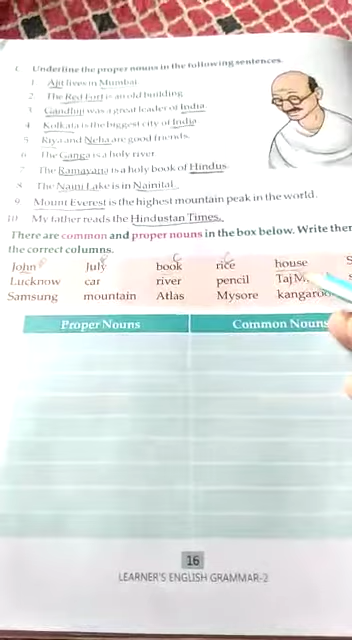 I. Underline the proper nouns in the following sentences.
1. Ajit lives in Mumbai.
2. The Red Fort is an old building.
3. Gandhiji was a great leader of India.
4. Kolkata is the biggest city of India.
5. Riya and Neha are good friends.
6. The Ganga is a holy river.
7. The Ramayana is a holy book of Hindus.
8. The Naini Lake is in Nainital.
9. Mount Everest is the highest mountain peak in the world.
10. My father reads the Hindustan Times.
There are common and proper nouns in the box below. Write them
the correct columns.
John July book rice house S
Lucknow car river pencil Taj M
Samsung mountain Atlas Mysore kangaroo
Proper Nouns Common Nouns
16
LEARNER'S ENGLISH GRAMMAR-2